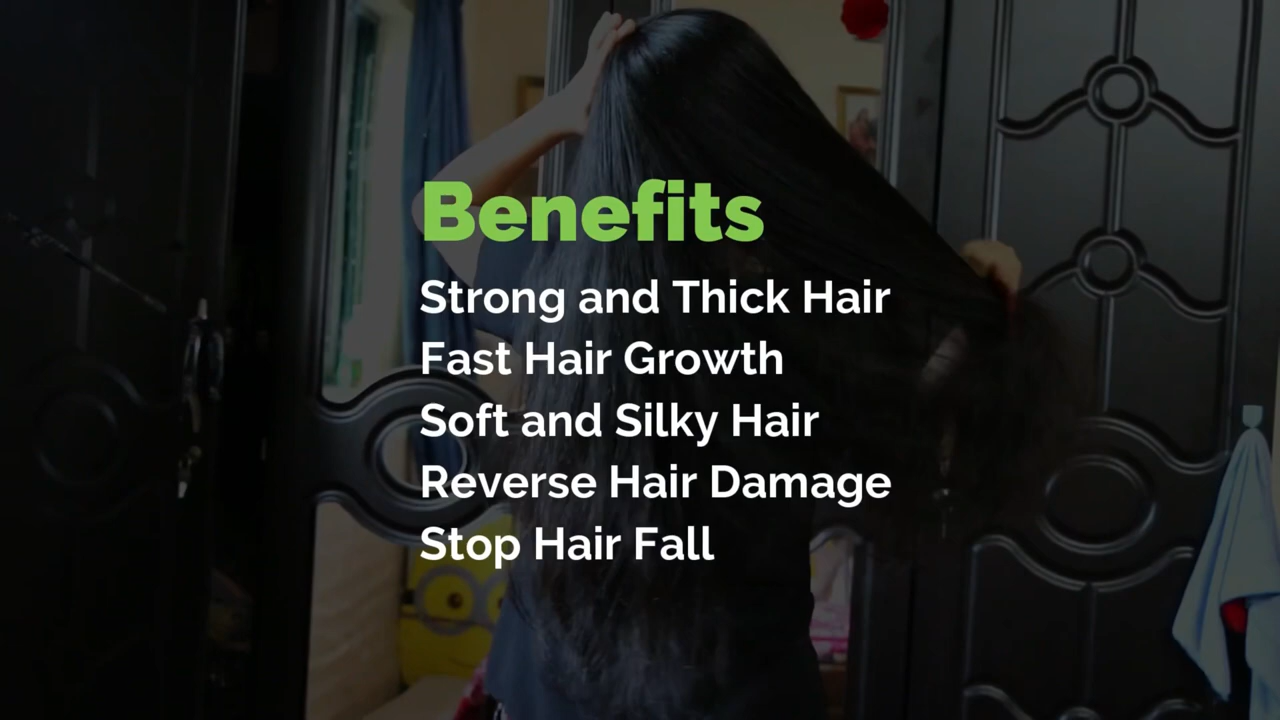 Benefits
Strong and Thick Hair
Fast Hair Growth
Soft and Silky Hair
Reverse Hair Damage
Stop Hair Fall